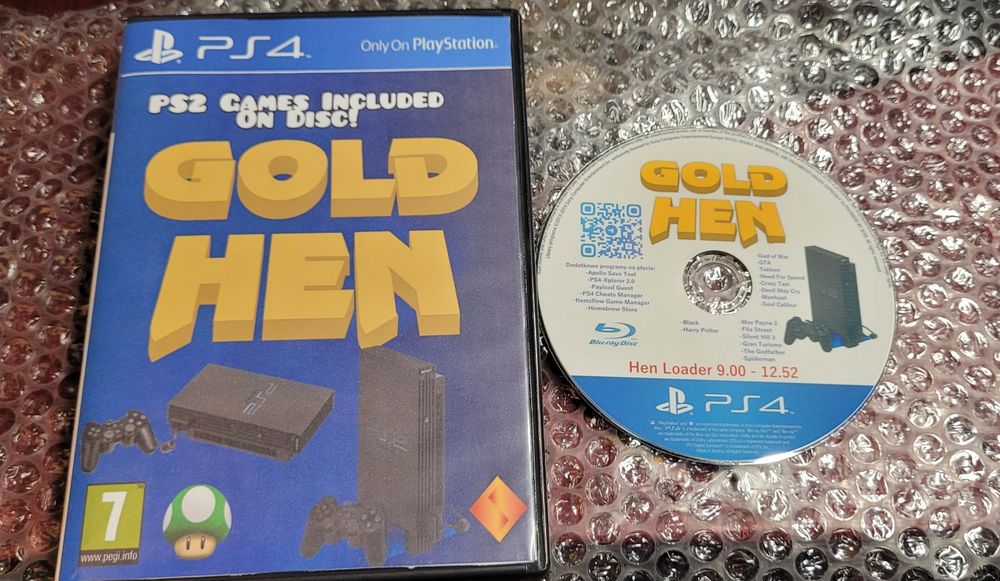 PS4
Only On PlayStation
PS2 GAMES INCLUDED
ON DISC!
GOLD
HEN
PS2
7
www.pegi.info
GOLD
HEN
Dodatkowe programy na płycie:
-Apollo Save Tool
-PS4-Xplorer 2.0
-Payload Guest
-PS4 Cheats Manager
-Itemzflow Game Manager
-Homebrew Store
-God of War
-GTA
-Tekken
-Need For Speed
-Crazy Taxi
-Devil May Cry
-Manhunt
-Soul Calibur
Blu-ray Disc
-Black
-Harry Potter
-Max Payne 2
-Fifa Street
-Silent Hill 3
-Gran Turismo
-The Godfather
-Spiderman
Hen Loader 9.00 - 12.52
PS4